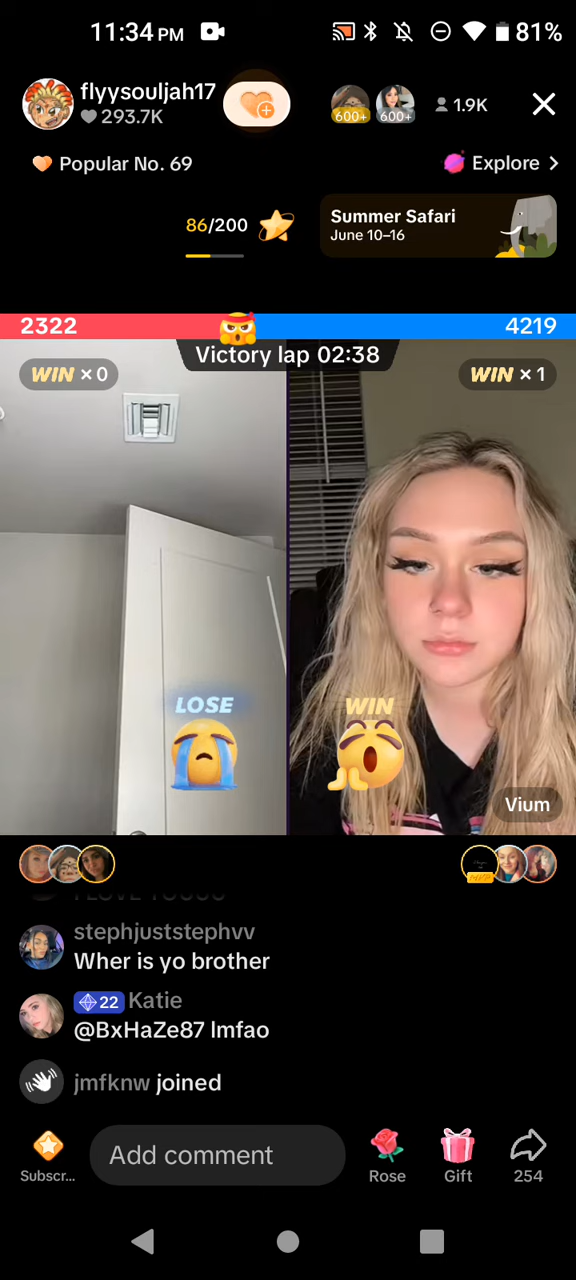 11:34 PM
81%
flyysouljah17
293.7K
600+
600+
1.9K
Popular No. 69
Explore >
86/200
Summer Safari
June 10–16
2322
4219
Victory lap 02:38
WIN × 0
WIN × 1
LOSE
WIN
Vium
stephjuststephvv
Wher is yo brother
22 Katie
@BxHaZe87 lmfao
jmfknw joined
Add comment
Subscr...
Rose
Gift
254